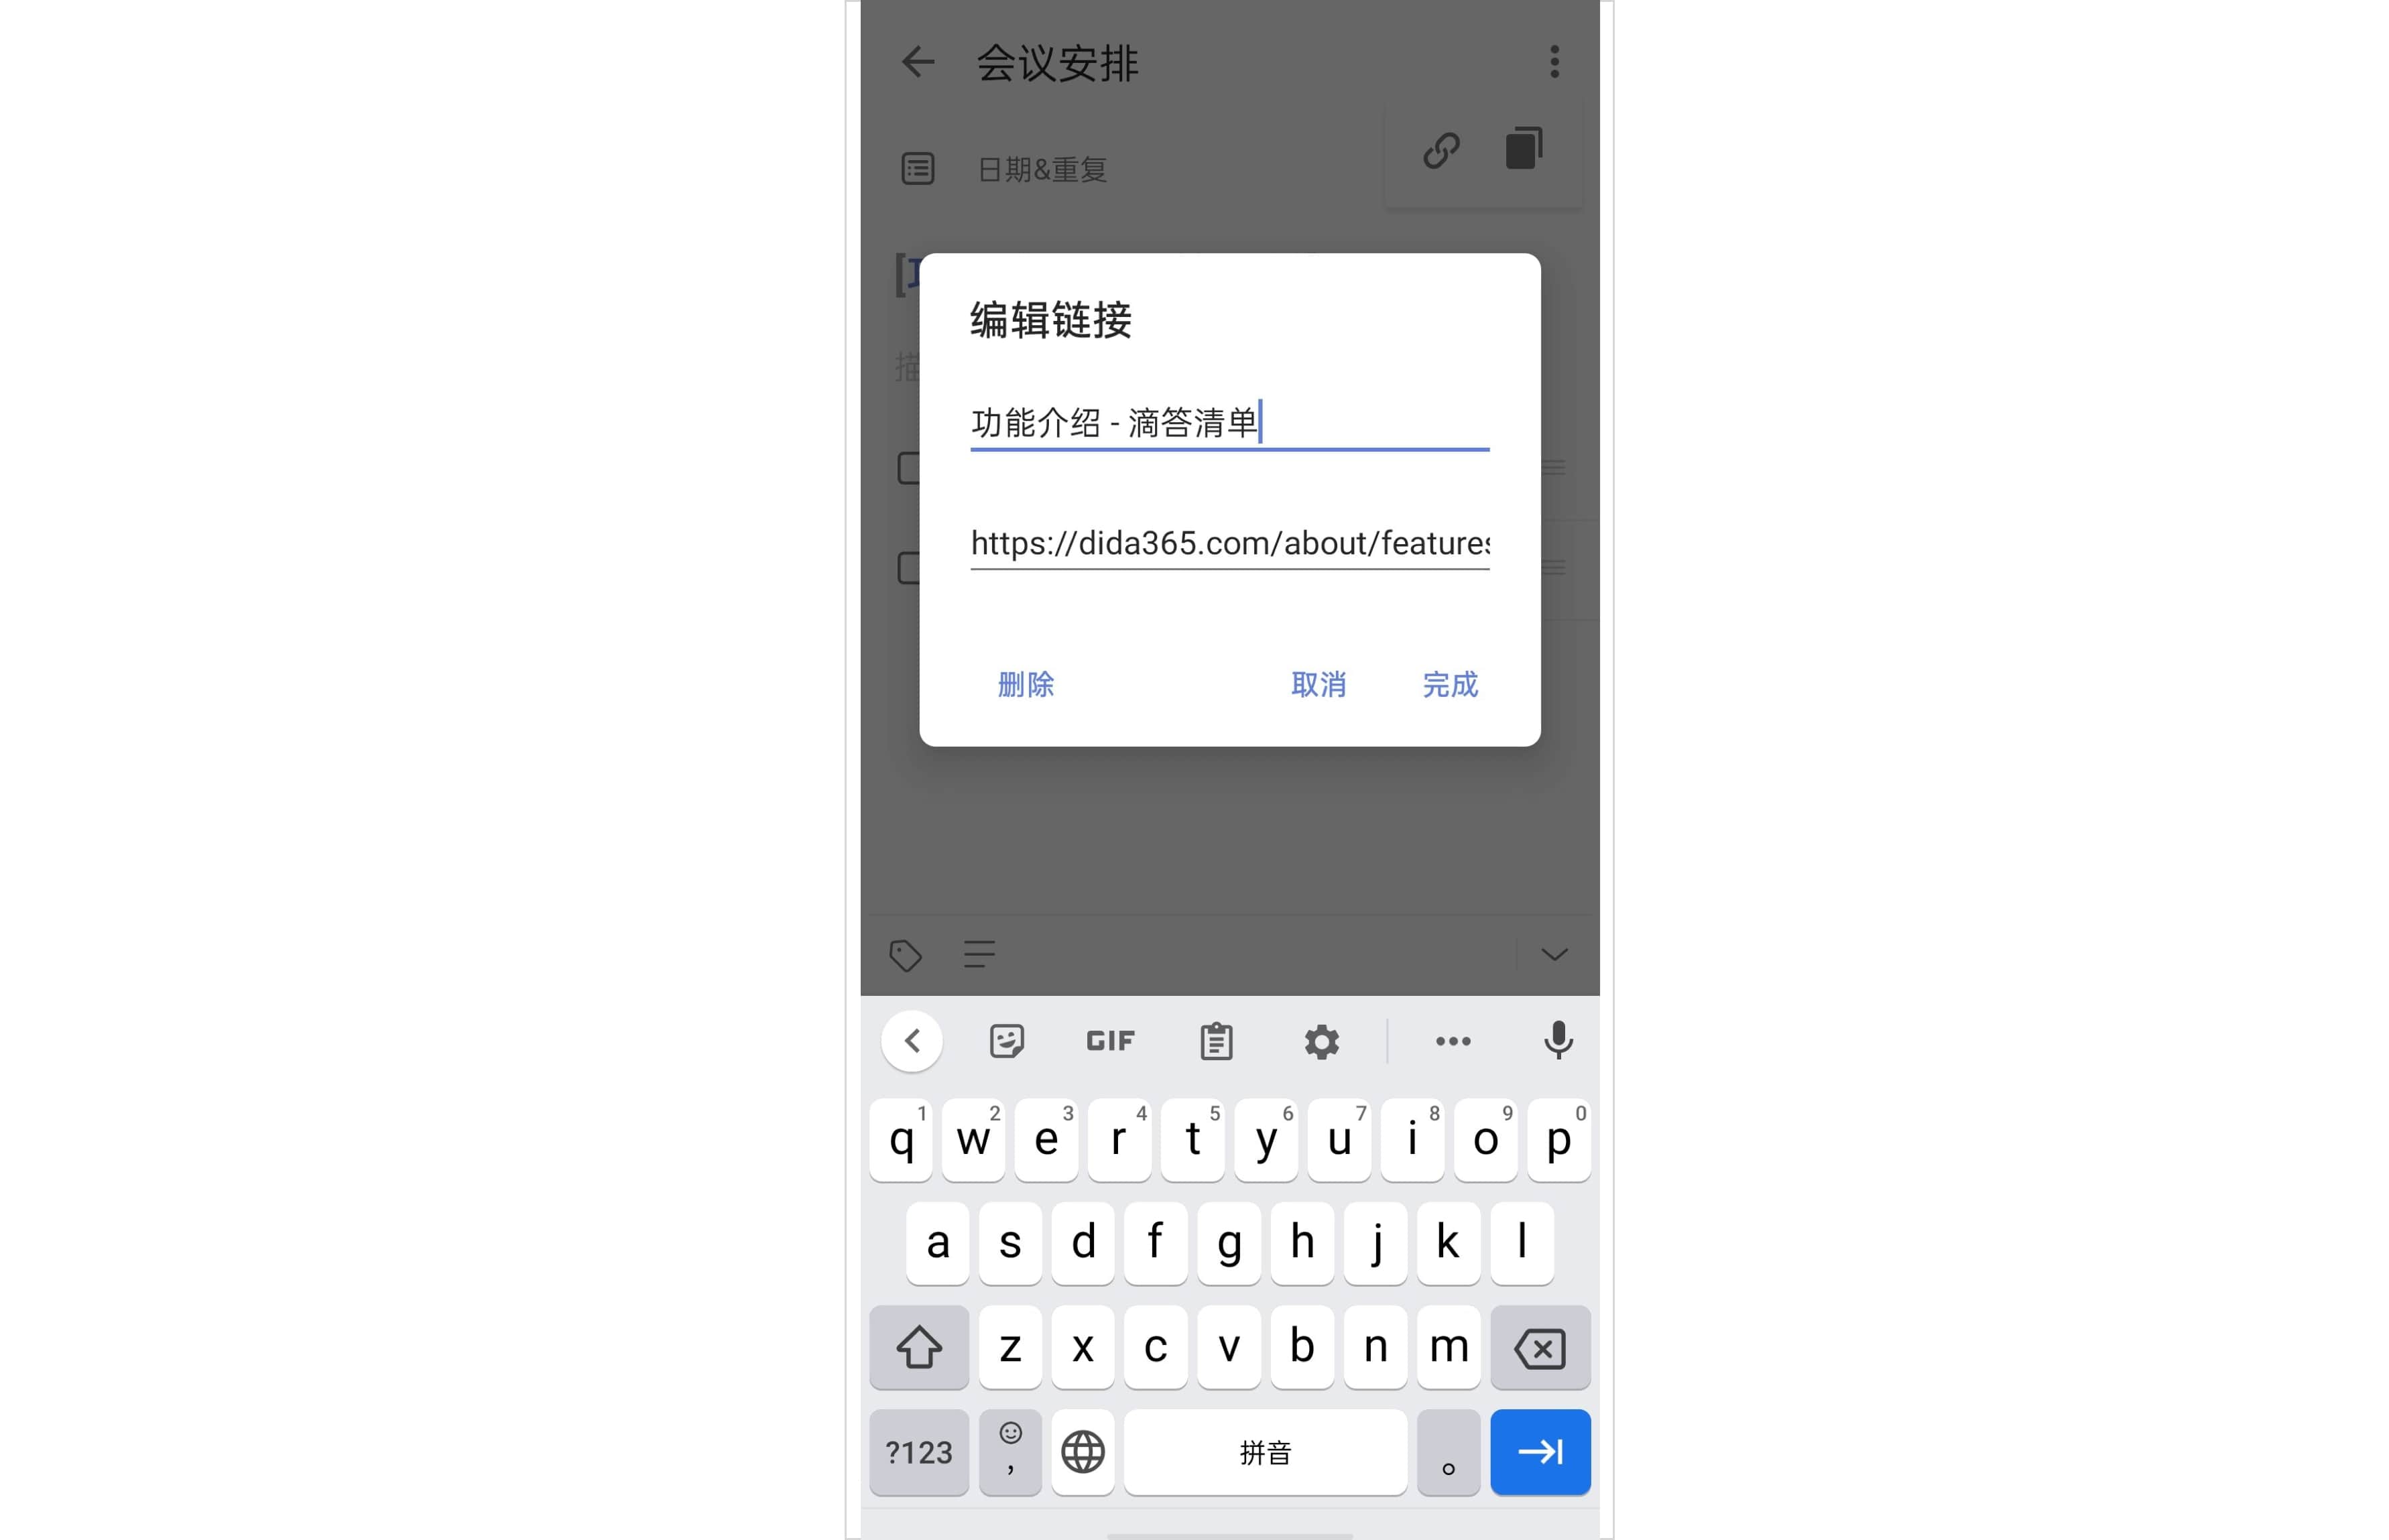 会议安排
日期&重复
编辑链接
功能介绍 - 滴答清单
https://dida365.com/about/features
删除 取消 完成
GIF
1 2 3 4 5 6 7 8 9 0
q w e r t y u i o p
a s d f g h j k l
z x c v b n m
?123 , 拼音 。